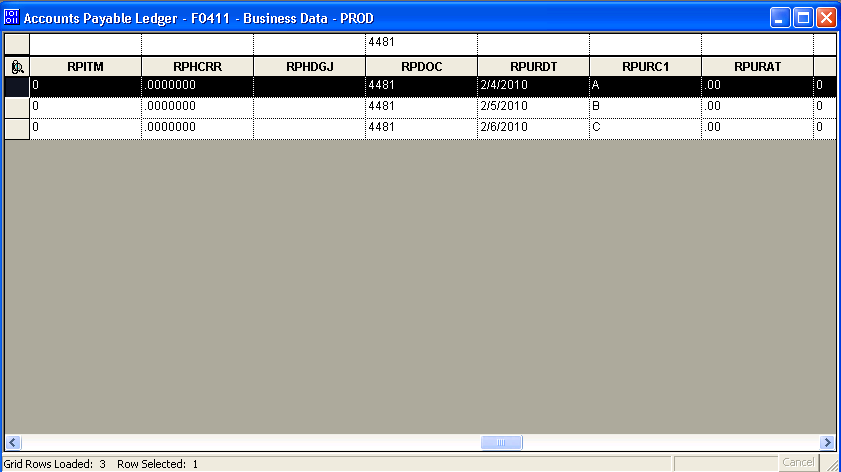 Accounts Payable Ledger - F0411 - Business Data - PROD
4481
RPITM RPHCRR RPHDGJ RPDOC RPURDT RPURC1 RPURAT
0 .0000000 4481 2/4/2010 A .00 0
0 .0000000 4481 2/5/2010 B .00 0
0 .0000000 4481 2/6/2010 C .00 0
Grid Rows Loaded: 3 Row Selected: 1 Cancel